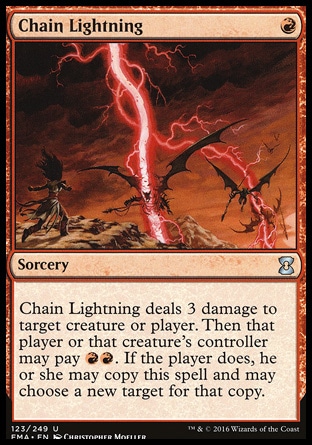 Chain Lightning
Sorcery
Chain Lightning deals 3 damage to
target creature or player. Then that
player or that creature's controller
may pay. If the player does, he
or she may copy this spell and may
choose a new target for that copy.
123/249 U
EMA • EN Christopher Moeller
™ & © 2016 Wizards of the Coast